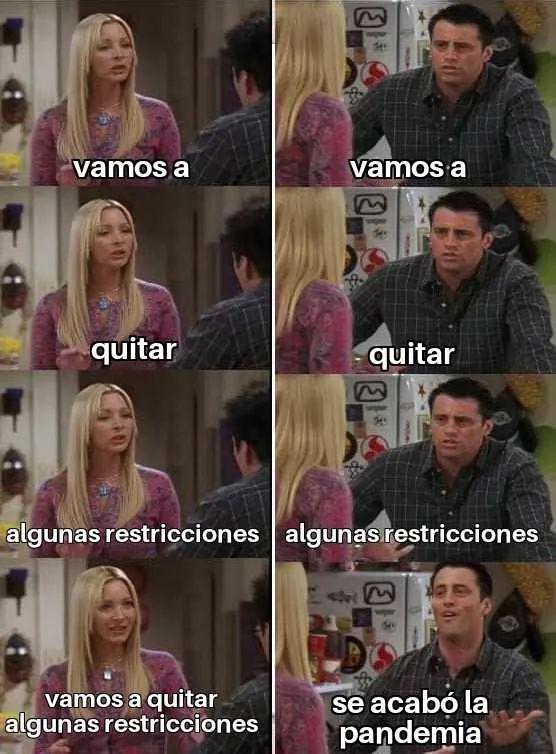 vamos a
vamos a
quitar
quitar
algunas restricciones
algunas restricciones
vamos a quitar
algunas restricciones
se acabó la
pandemia